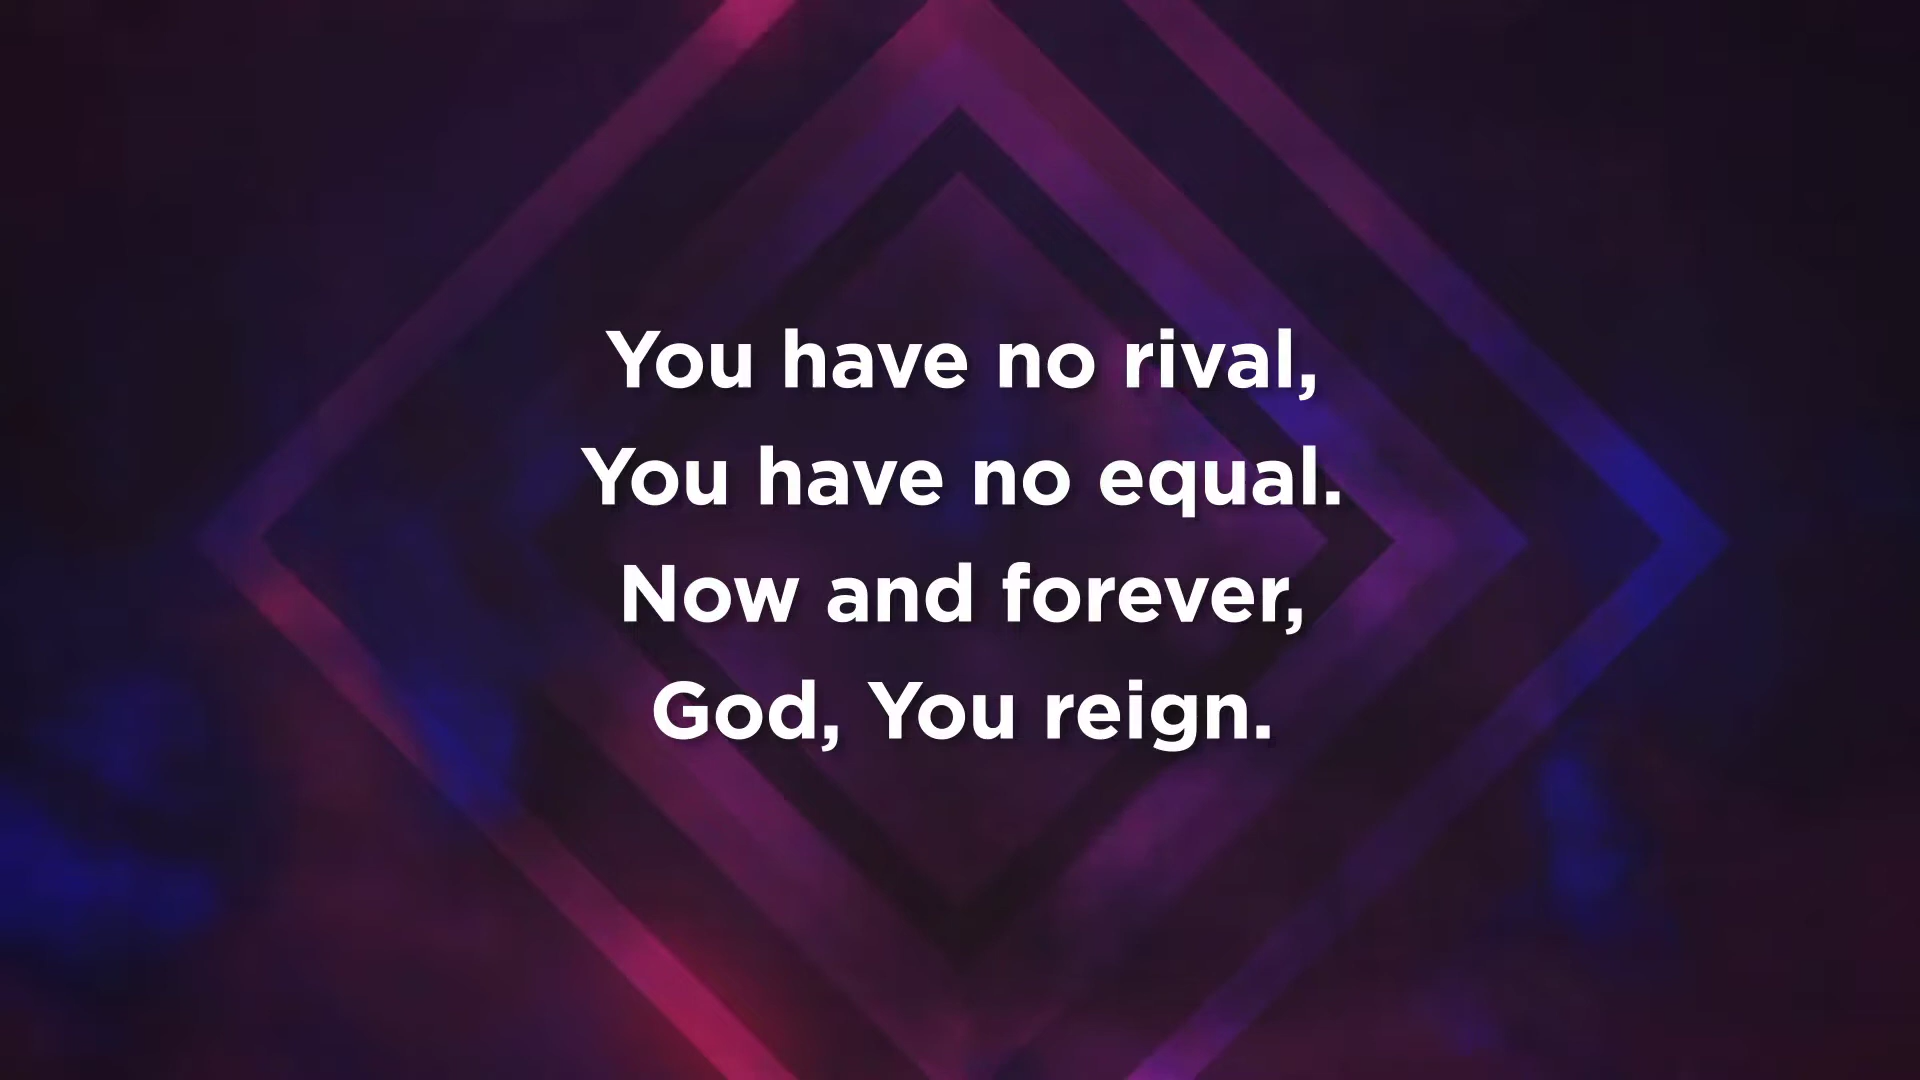 You have no rival,
You have no equal.
Now and forever,
God, You reign.